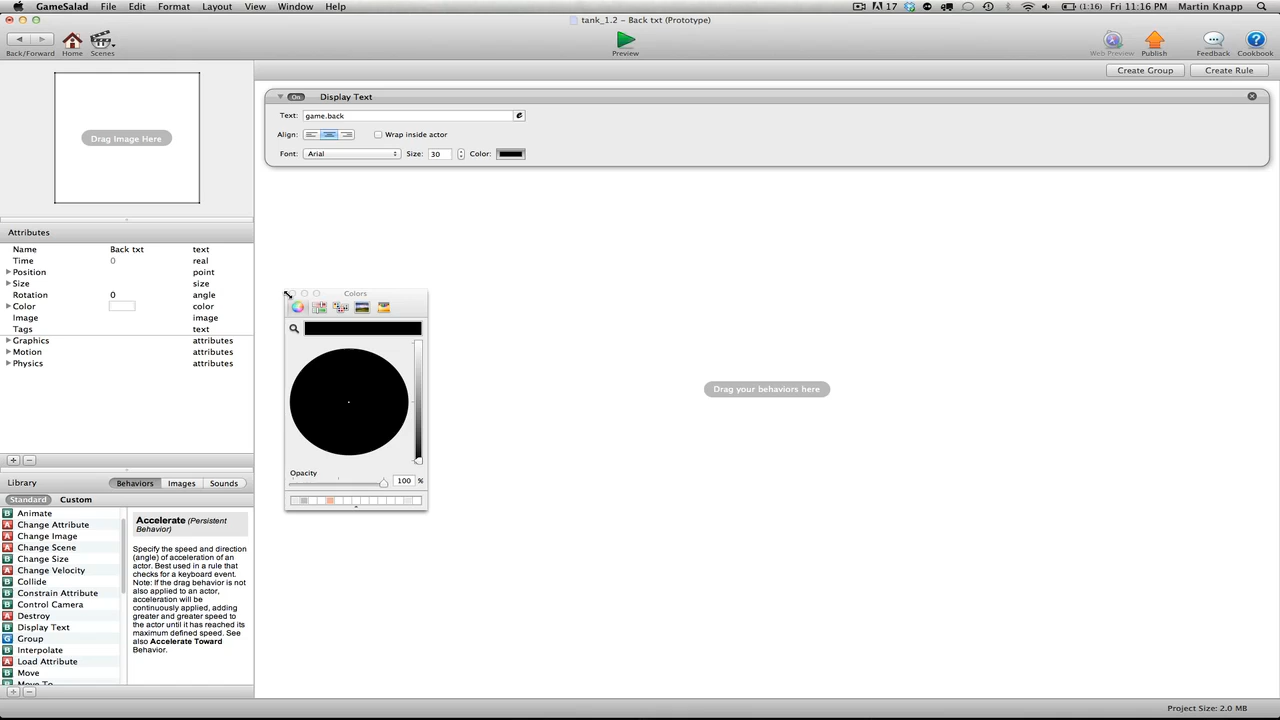 GameSalad File Edit Format Layout View Window Help 17 (1:16) Fri 11:16 PM Martin Knapp
tank_1.2 – Back txt (Prototype)
Back/Forward Home Scenes Preview Web Preview Publish Feedback Cookbook
Create Group Create Rule
Drag Image Here
On Display Text
Text: game.back
Align: Wrap inside actor
Font: Arial Size: 30 Color:
Attributes
Name Back txt text
Time 0 real
Position point
Size size
Rotation 0 angle
Color color
Image image
Tags text
Graphics attributes
Motion attributes
Physics attributes
Colors
Opacity
100 %
Drag your behaviors here
Library Behaviors Images Sounds
Standard Custom
Animate
Change Attribute
Change Image
Change Scene
Change Size
Change Velocity
Collide
Constrain Attribute
Control Camera
Destroy
Display Text
Group
Interpolate
Load Attribute
Move
Move To
Accelerate (Persistent
Behavior)
Specify the speed and direction
(angle) of acceleration of an
actor. Best used in a rule that
checks for a keyboard event.
Note: If the drag behavior is not
also applied to an actor,
acceleration will be
continuously applied, adding
greater and greater speed to
the actor until it has reached its
maximum defined speed. See
also Accelerate Toward
Behavior.
Project Size: 2.0 MB